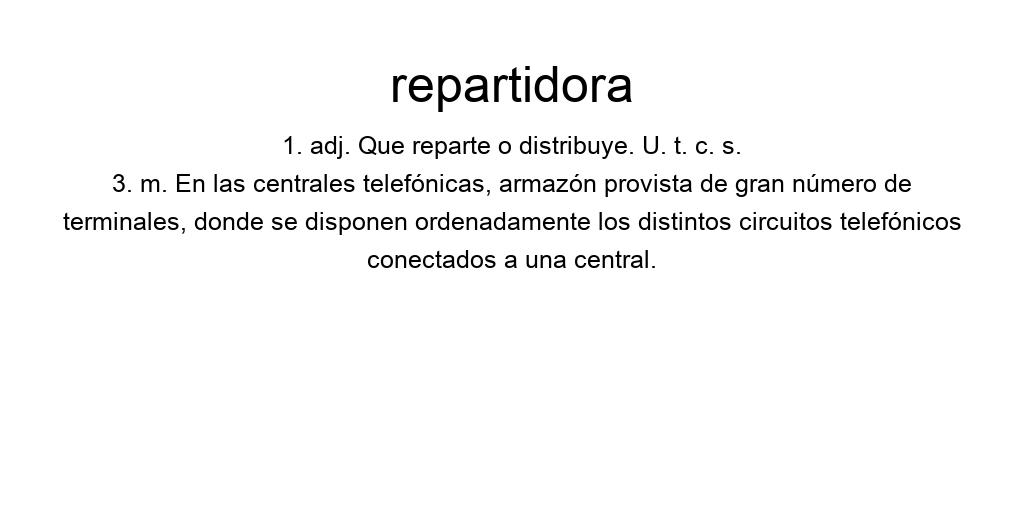 repartidora
1. adj. Que reparte o distribuye. U. t. c. s.
3. m. En las centrales telefónicas, armazón provista de gran número de
terminales, donde se disponen ordenadamente los distintos circuitos telefónicos
conectados a una central.